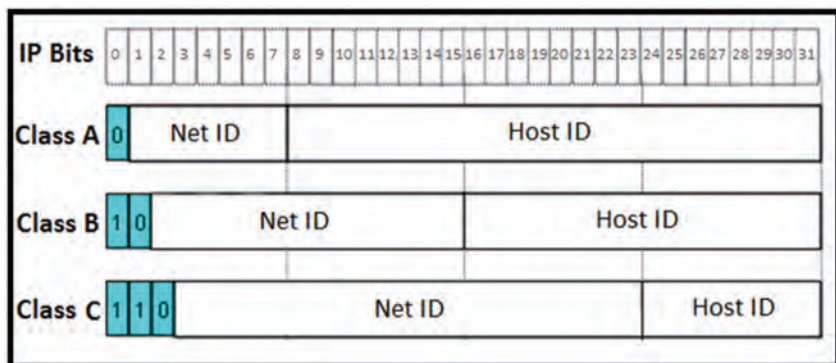 IP Bits 0 1 2 3 4 5 6 7 8 9 10 11 12 13 14 15 16 17 18 19 20 21 22 23 24 25 26 27 28 29 30 31
Class A 0 Net ID Host ID
Class B 1 0 Net ID Host ID
Class C 1 1 0 Net ID Host ID